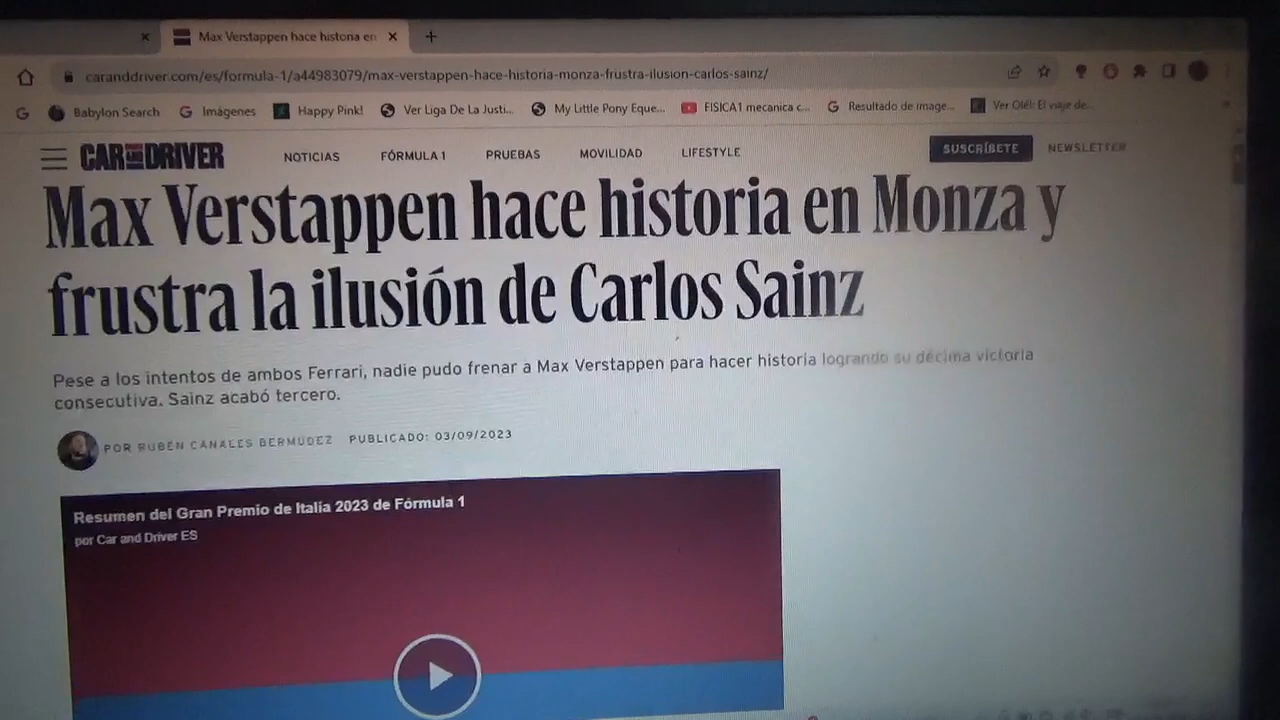 Max Verstappen hace historia en
caranddriver.com/es/formula-1/a44983079/max-verstappen-hace-historia-monza-frustra-ilusion-carlos-sainz/
Babylon Search Imágenes Happy Pink! Ver Liga De La Justi... My Little Pony Eque... FISICA1 mecanica c... Resultado de image... Ver Olé!: El viaje de...
CAR AND DRIVER NOTICIAS FÓRMULA 1 PRUEBAS MOVILIDAD LIFESTYLE SUSCRÍBETE NEWSLETTER
Max Verstappen hace historia en Monza y
frustra la ilusión de Carlos Sainz
Pese a los intentos de ambos Ferrari, nadie pudo frenar a Max Verstappen para hacer historia logrando su décima victoria
consecutiva. Sainz acabó tercero.
POR RUBÉN CANALES BERMÚDEZ PUBLICADO: 03/09/2023
Resumen del Gran Premio de Italia 2023 de Fórmula 1
por Car and Driver ES